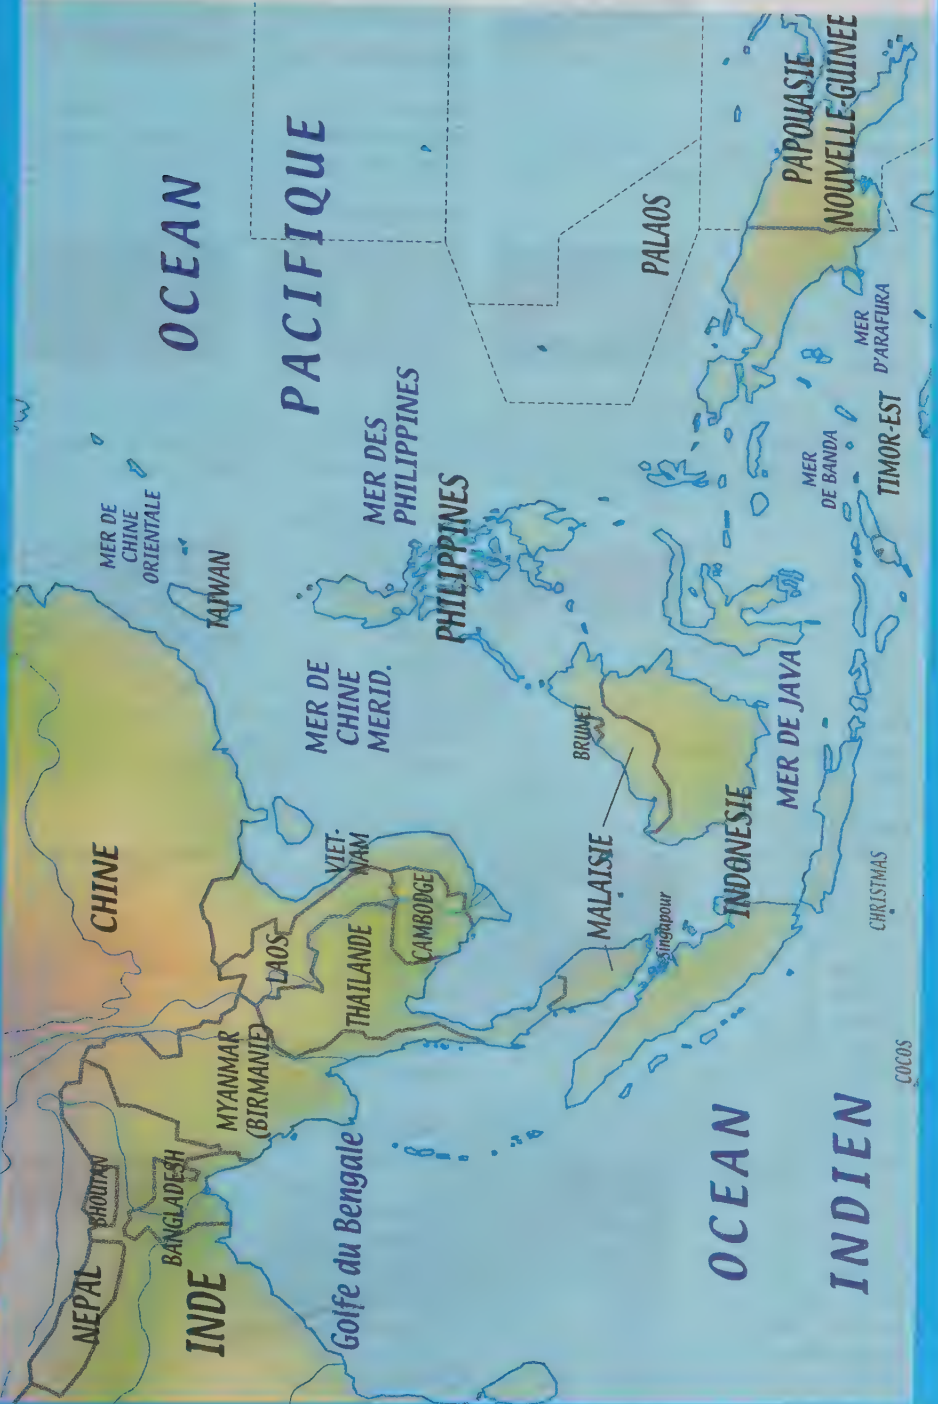 NEPAL
BHOUTAN
BANGLADESH
INDE
CHINE
MYANMAR
(BIRMANIE)
LAOS
THAILANDE
VIET-
NAM
CAMBODGE
TAIWAN
MER DE
CHINE
ORIENTALE
OCEAN
PACIFIQUE
MER DE
CHINE
MERID.
MER DES
PHILIPPINES
PHILIPPINES
Golfe du Bengale
BRUNEI
MALAISIE
Singapour
INDONESIE
PALAOS
MER DE JAVA
MER
DE BANDA
MER
D'ARAFURA
TIMOR-EST
PAPOUASIE
NOUVELLE-GUINEE
OCEAN
INDIEN
COCOS
CHRISTMAS